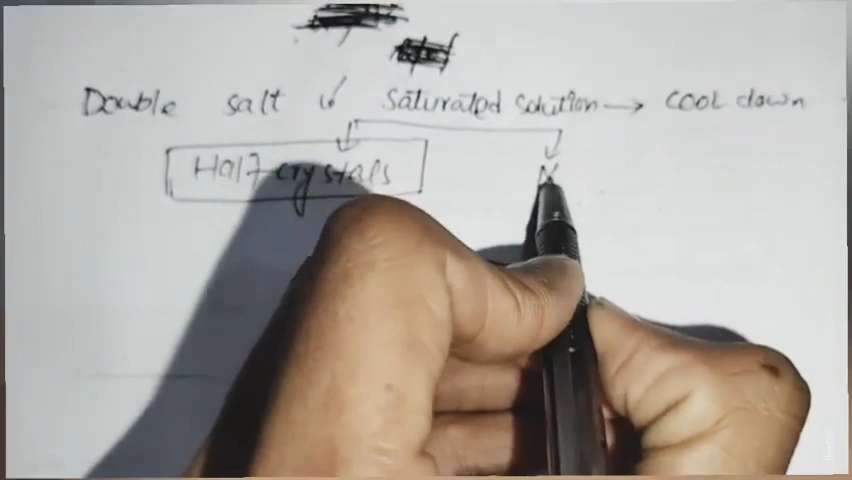 Double salt Saturated Solution → cool down
Half crystals N